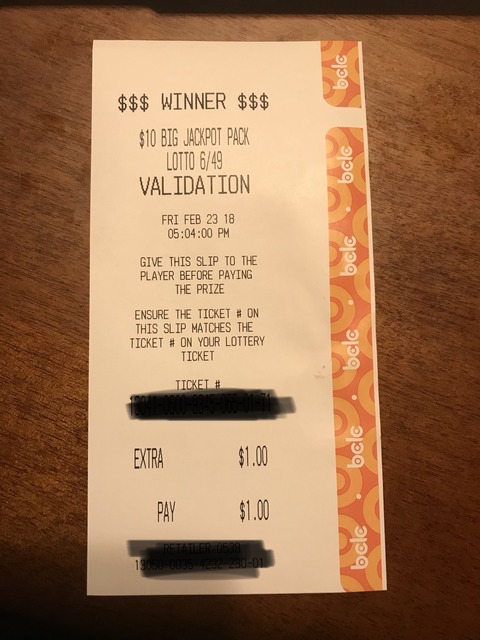 $$$ WINNER $$$
$10 BIG JACKPOT PACK
LOTTO 6/49
VALIDATION
FRI FEB 23 18
05:04:00 PM
GIVE THIS SLIP TO THE
PLAYER BEFORE PAYING
THE PRIZE
ENSURE THE TICKET # ON
THIS SLIP MATCHES THE
TICKET # ON YOUR LOTTERY
TICKET
TICKET #
EXTRA $1.00
PAY $1.00
RETAILER
bclc
bclc
bclc
bclc
bclc
bclc